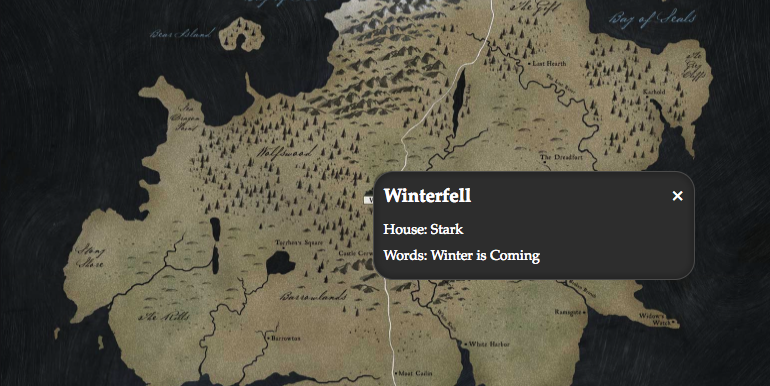 The Gift
Bay of Seals
Bear Island
Last Hearth
The Grey Cliffs
Karhold
Sea Dragon Point
Wolfswood
The Dreadfort
Winterfell
×
House: Stark
Words: Winter is Coming
Stony Shore
Torrhen's Square
Barrowlands
The Rills
Ramsgate
Widow's Watch
Barrowton
White Harbor
Moat Cailin